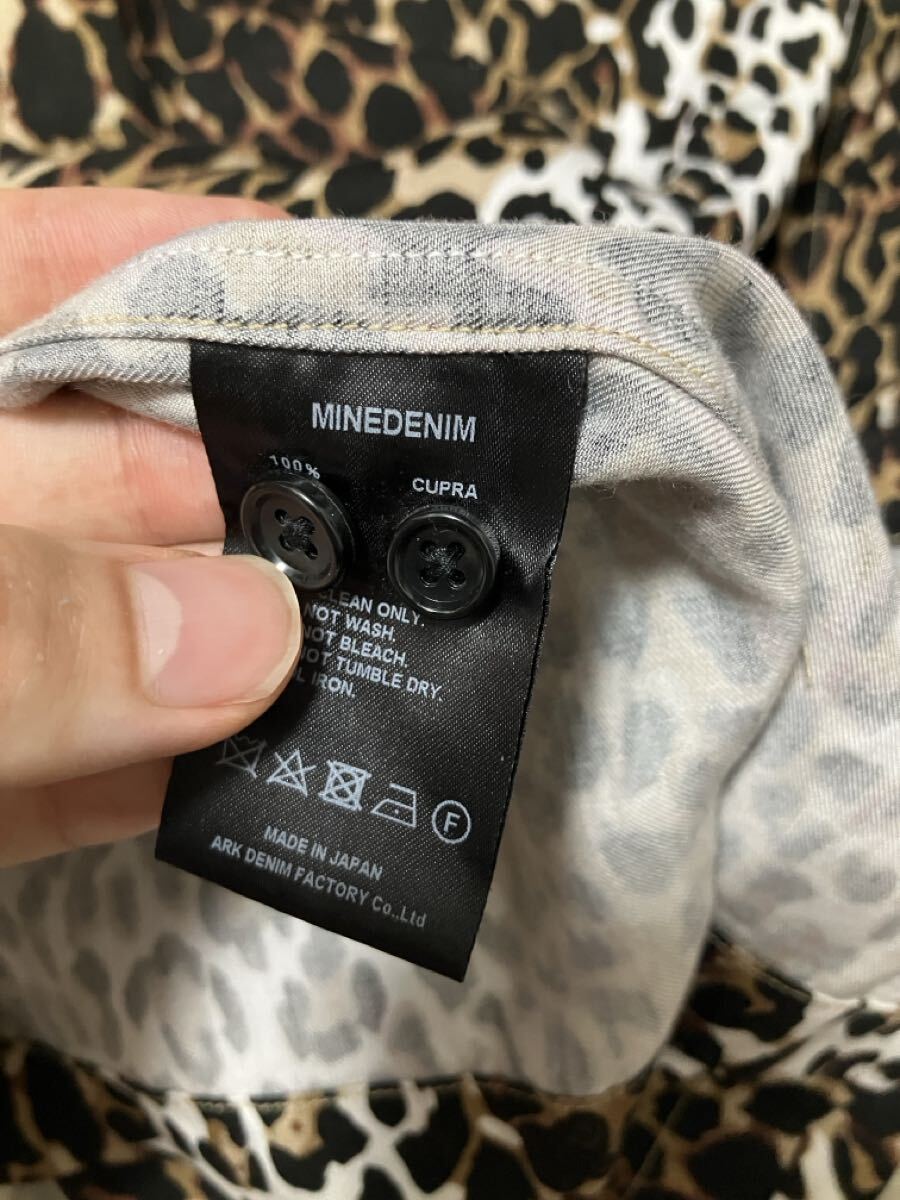 MINEDENIM
100% CUPRA
CLEAN ONLY.
NOT WASH.
NOT BLEACH.
NOT TUMBLE DRY.
IRON.
F
MADE IN JAPAN
ARK DENIM FACTORY Co.,Ltd